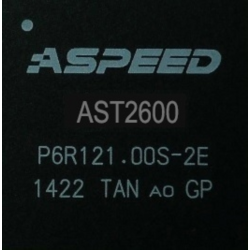 ASPEED
AST2600
P6R121.00S-2E
1422 TAN A0 GP